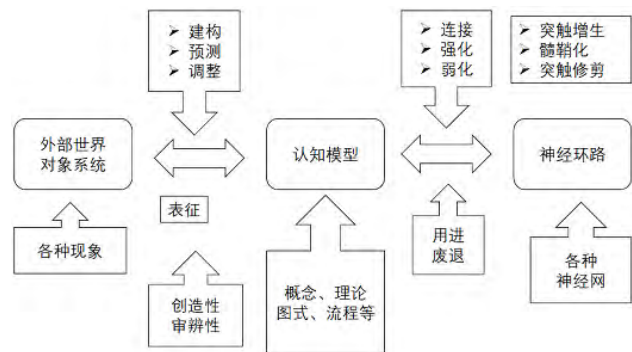 ➢ 建构
➢ 预测
➢ 调整
➢ 连接
➢ 强化
➢ 弱化
➢ 突触增生
➢ 髓鞘化
➢ 突触修剪
外部世界
对象系统
认知模型
神经环路
表征
各种现象
创造性
审辨性
概念、理论
图式、流程等
用进
废退
各种
神经网